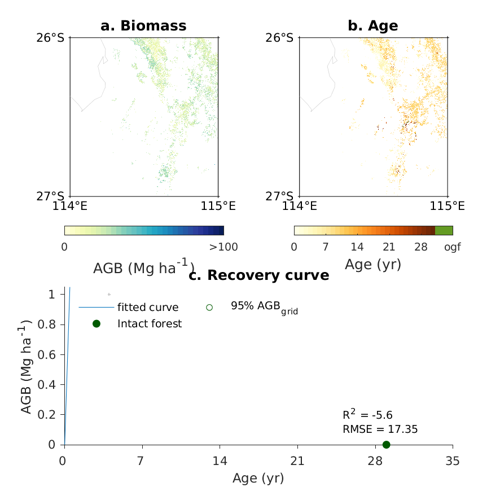 a. Biomass
b. Age
26°S
26°S
27°S
27°S
114°E
115°E
114°E
115°E
0
>100
0
7
14
21
28
ogf
AGB (Mg ha⁻¹)
Age (yr)
c. Recovery curve
1
0.8
0.6
0.4
0.2
0
AGB (Mg ha⁻¹)
fitted curve
95% AGB_grid
Intact forest
R² = -5.6
RMSE = 17.35
0
7
14
21
28
35
Age (yr)